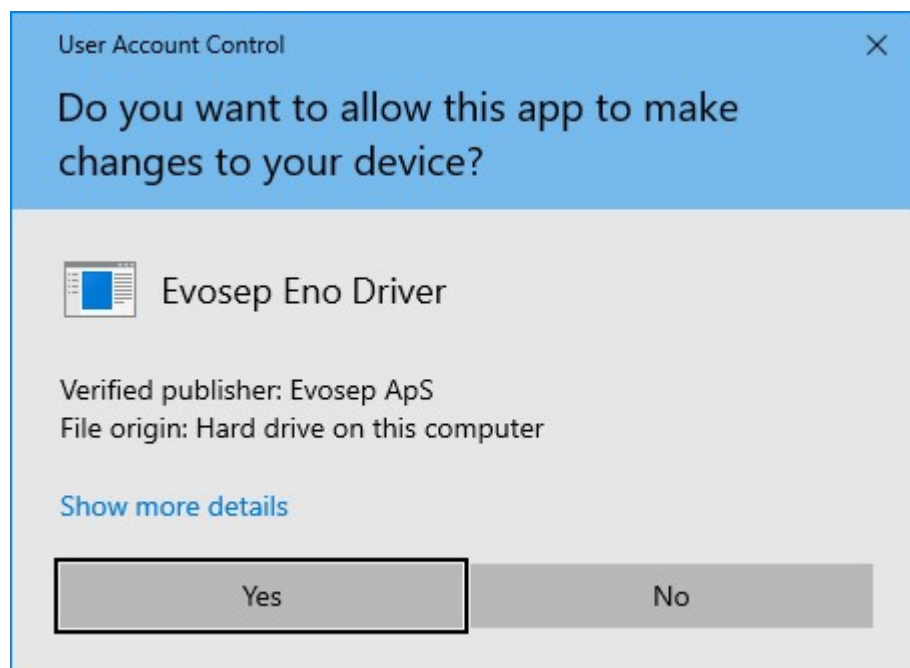 User Account Control
Do you want to allow this app to make
changes to your device?
Evosep Eno Driver
Verified publisher: Evosep ApS
File origin: Hard drive on this computer
Show more details
Yes
No